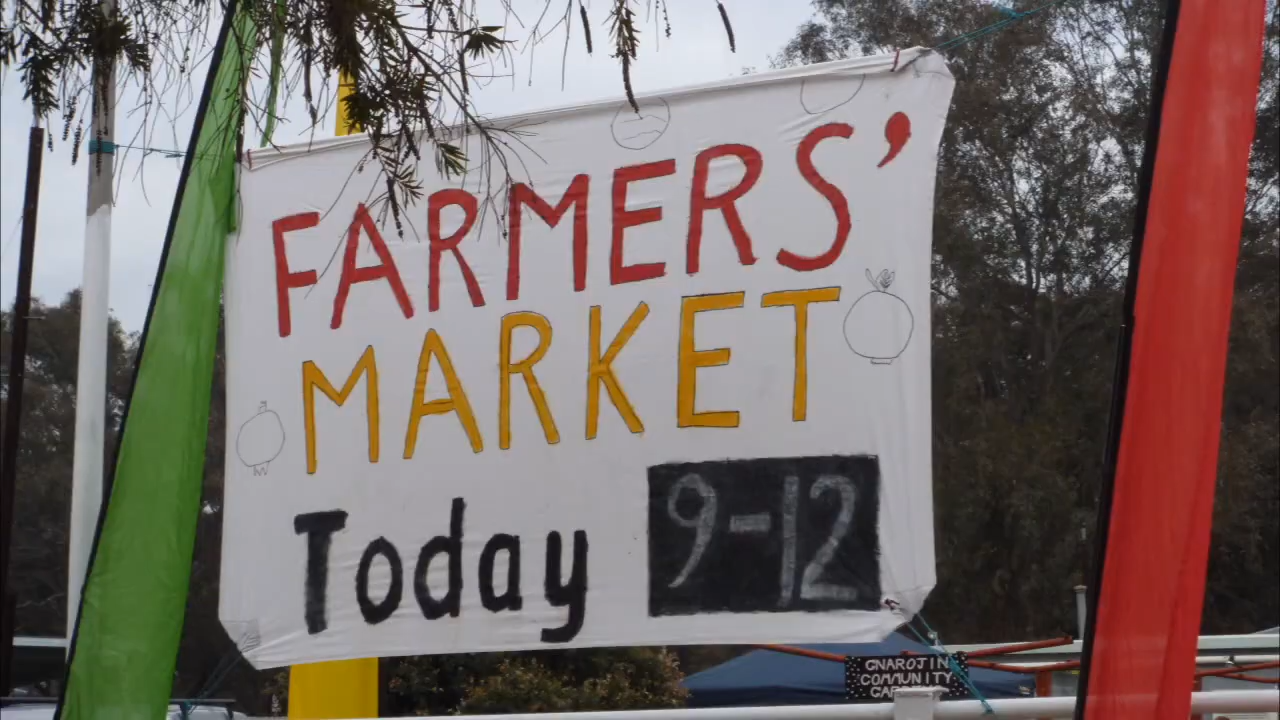 FARMERS'
MARKET
Today 9-12
GNAROJIN
COMMUNITY